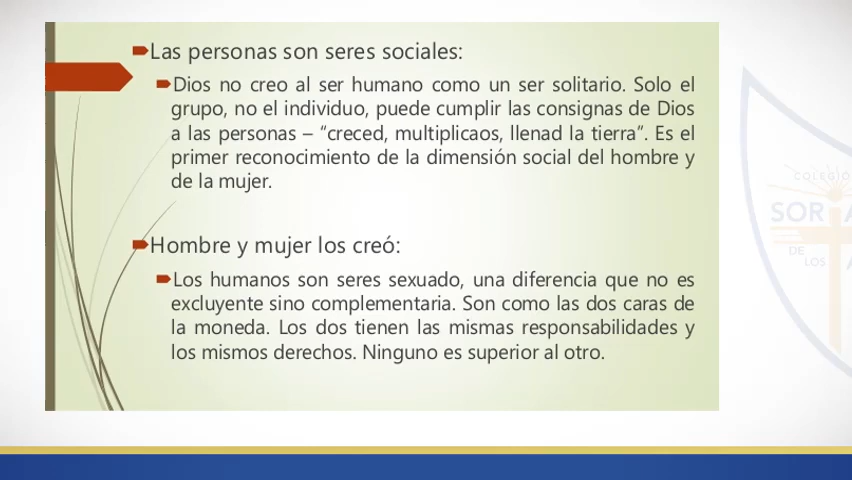 Las personas son seres sociales:
Dios no creo al ser humano como un ser solitario. Solo el
grupo, no el individuo, puede cumplir las consignas de Dios
a las personas – “creced, multiplicaos, llenad la tierra”. Es el
primer reconocimiento de la dimensión social del hombre y
de la mujer.
Hombre y mujer los creó:
Los humanos son seres sexuado, una diferencia que no es
excluyente sino complementaria. Son como las dos caras de
la moneda. Los dos tienen las mismas responsabilidades y
los mismos derechos. Ninguno es superior al otro.
COLEGIO
SOR
DE
LOS